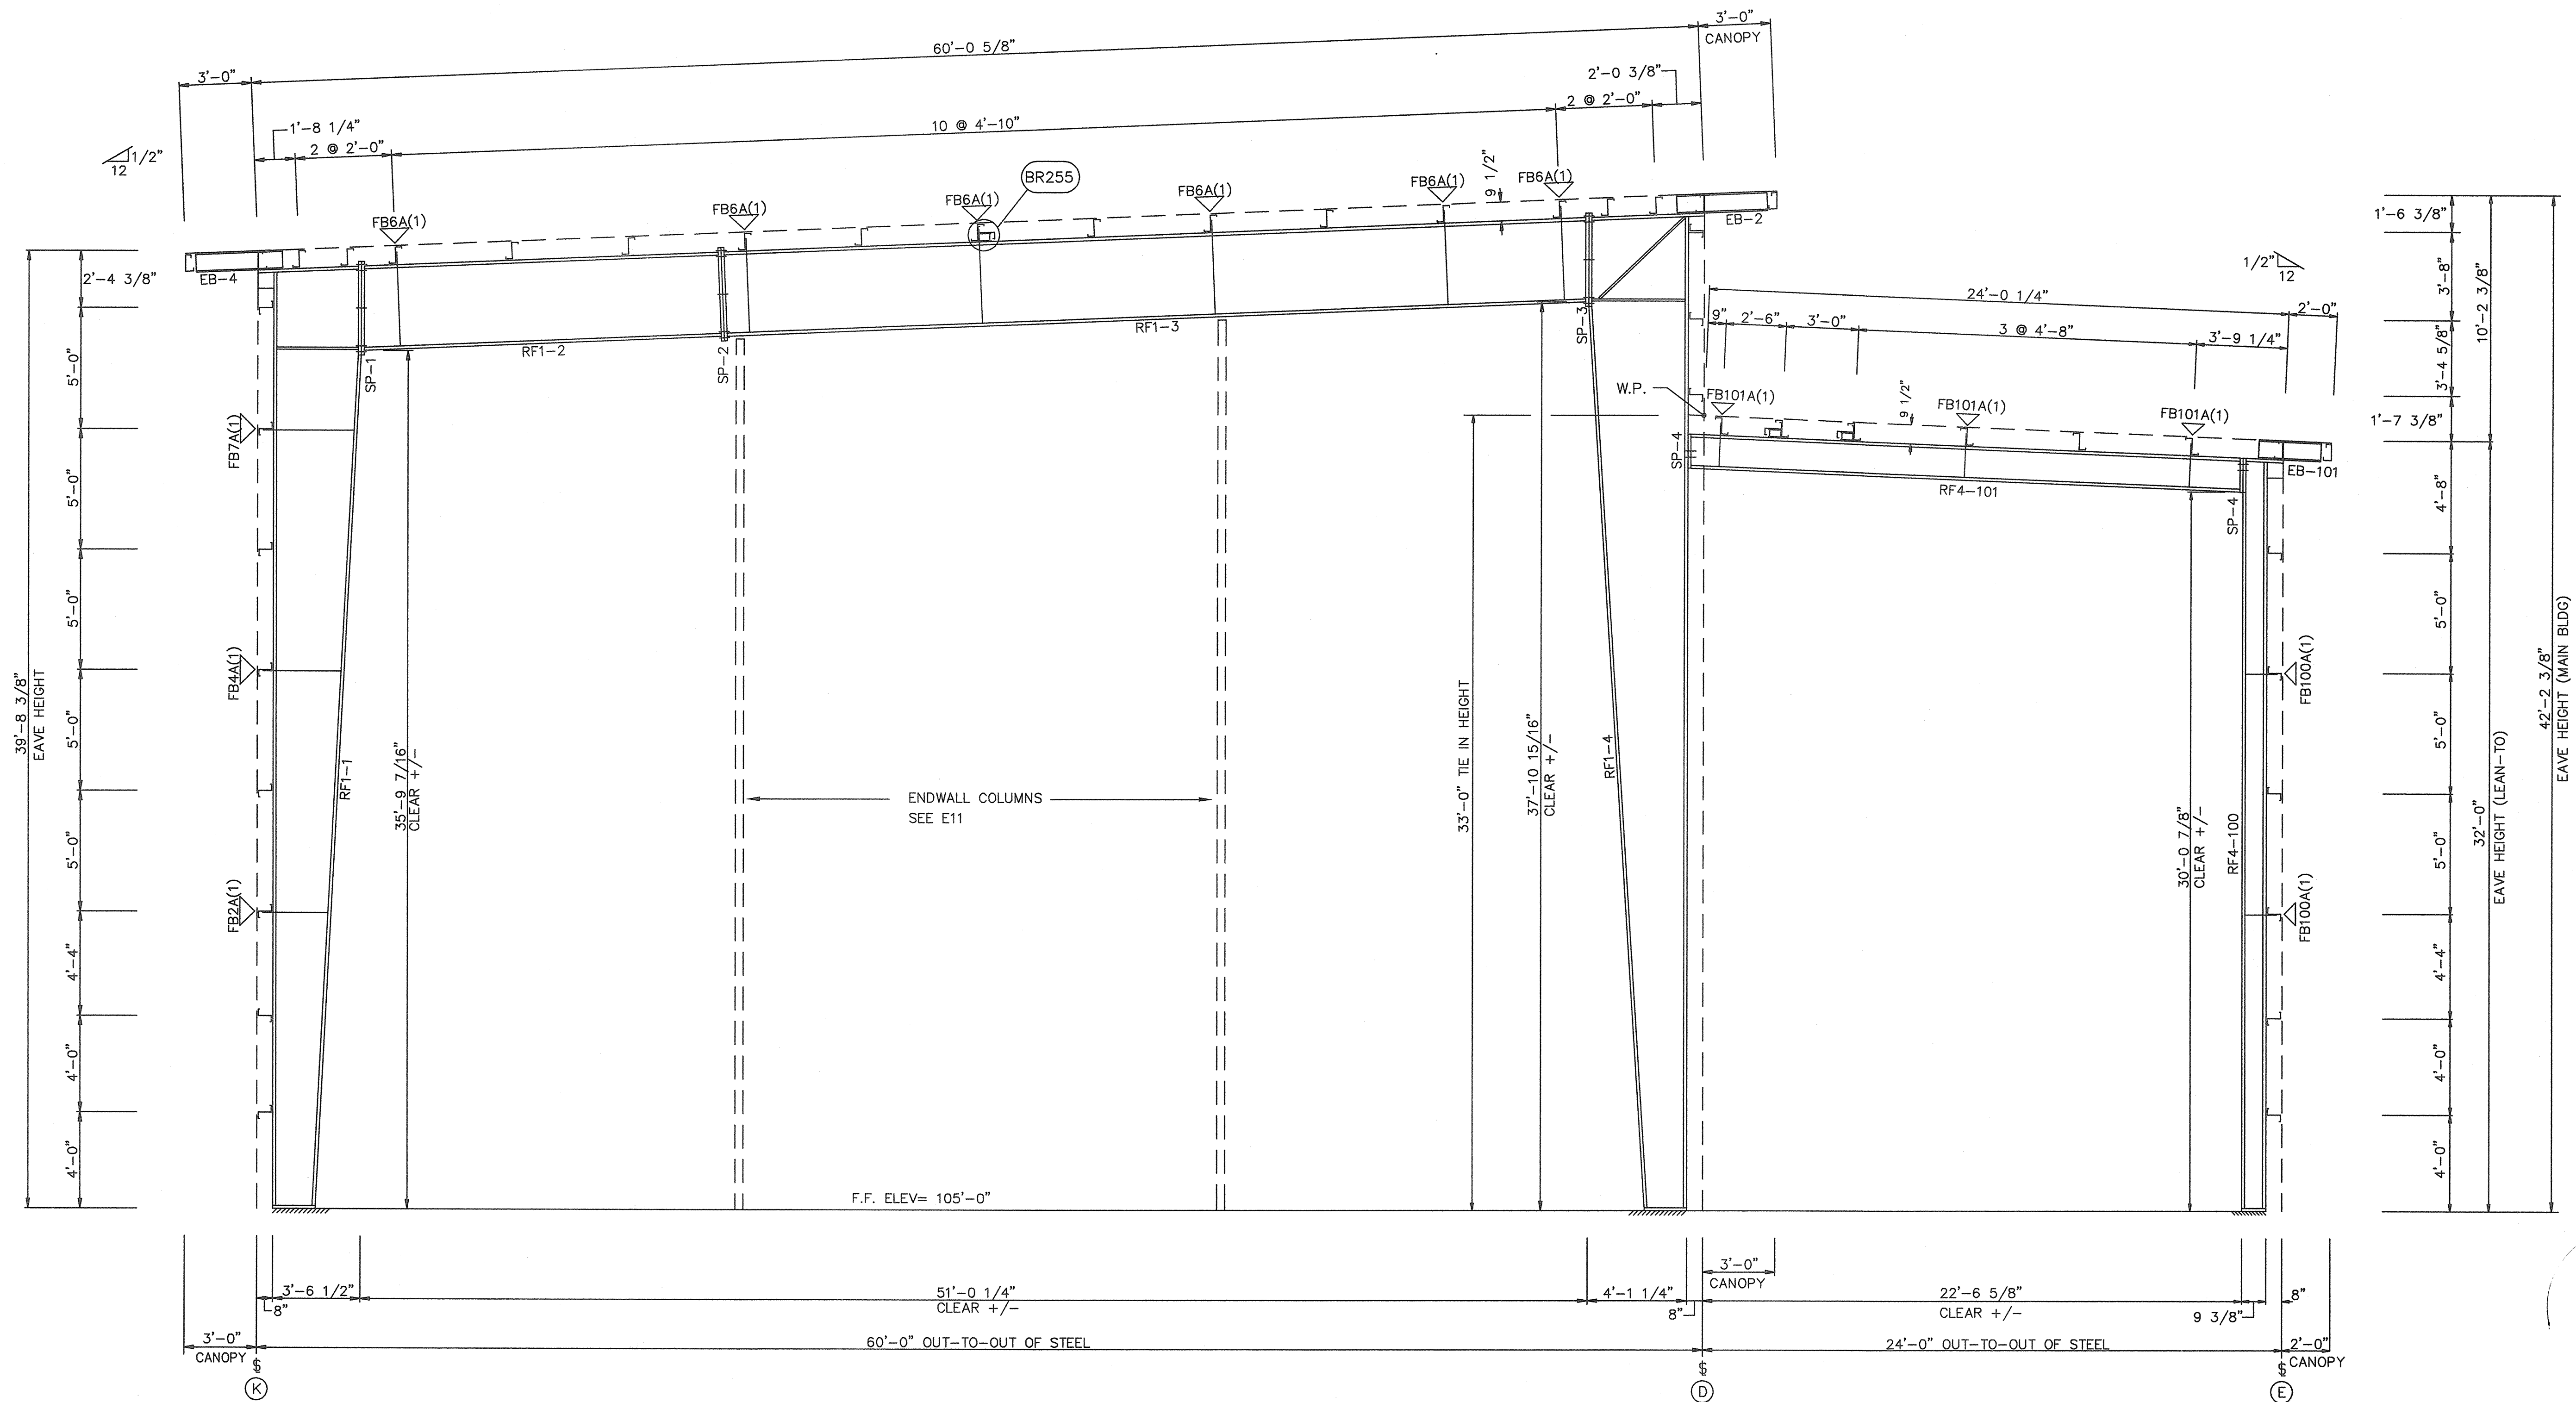 3'-0"
60'-0 5/8"
3'-0"
CANOPY
2'-0 3/8"
1'-8 1/4"
2 @ 2'-0"
10 @ 4'-10"
2 @ 2'-0"
1/2"
12
BR255
9 1/2"
FB6A(1)
FB6A(1)
FB6A(1)
FB6A(1)
FB6A(1)
FB6A(1)
EB-4
EB-2
RF1-2
RF1-3
SP-1
SP-2
SP-3
2'-4 3/8"
5'-0"
5'-0"
5'-0"
5'-0"
5'-0"
4'-4"
4'-0"
4'-0"
39'-8 3/8"
EAVE HEIGHT
FB7A(1)
FB4A(1)
FB2A(1)
RF1-1
35'-9 7/16"
CLEAR +/-
ENDWALL COLUMNS
SEE E11
F.F. ELEV= 105'-0"
33'-0" TIE IN HEIGHT
37'-10 15/16"
CLEAR +/-
RF1-4
W.P.
1/2"
12
24'-0 1/4"
2'-0"
9"
2'-6"
3'-0"
3 @ 4'-8"
3'-9 1/4"
FB101A(1)
9 1/2"
FB101A(1)
FB101A(1)
SP-4
RF4-101
EB-101
SP-4
30'-0 7/8"
CLEAR +/-
RF4-100
FB100A(1)
FB100A(1)
1'-6 3/8"
3'-8"
3'-4 5/8"
1'-7 3/8"
4'-8"
5'-0"
5'-0"
5'-0"
4'-4"
4'-0"
4'-0"
10'-2 3/8"
32'-0"
EAVE HEIGHT (LEAN-TO)
42'-2 3/8"
EAVE HEIGHT (MAIN BLDG)
3'-0"
CANOPY
8"
3'-6 1/2"
51'-0 1/4"
CLEAR +/-
4'-1 1/4"
8"
22'-6 5/8"
CLEAR +/-
9 3/8"
8"
3'-0"
CANOPY
60'-0" OUT-TO-OUT OF STEEL
24'-0" OUT-TO-OUT OF STEEL
2'-0"
CANOPY
K
D
E